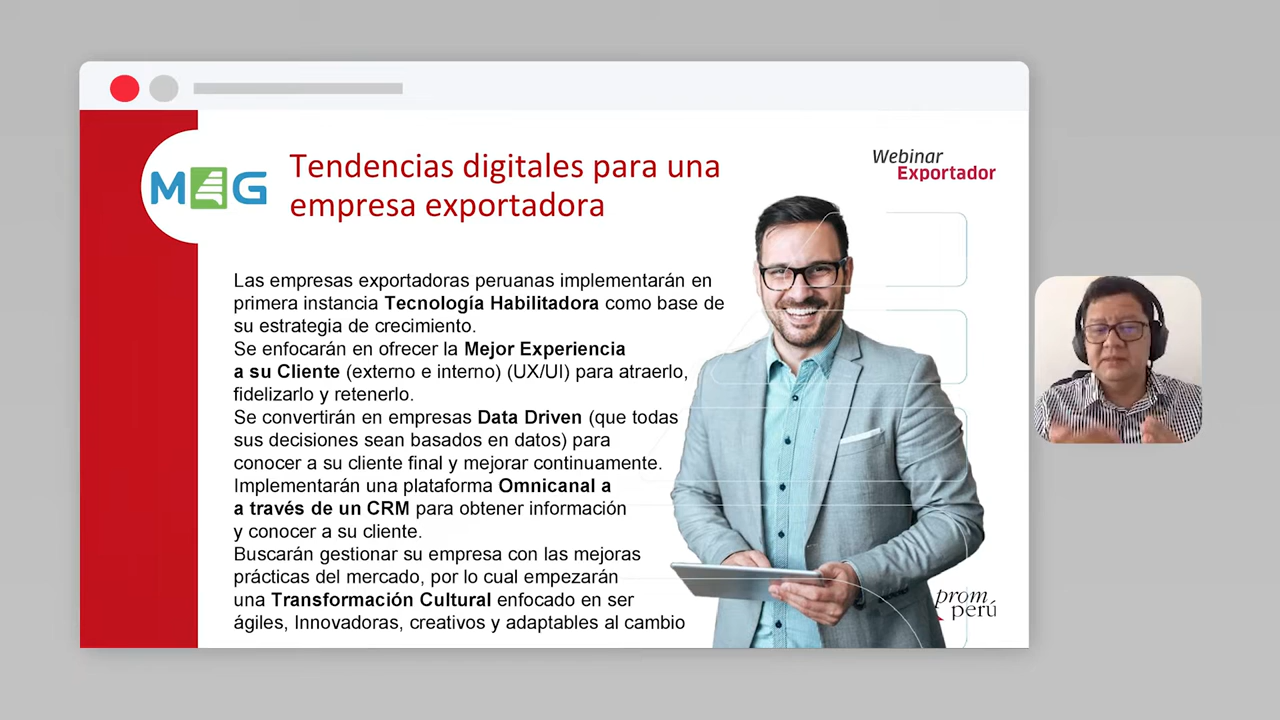 MEG
Tendencias digitales para una
empresa exportadora
Webinar
Exportador
Las empresas exportadoras peruanas implementarán en
primera instancia Tecnología Habilitadora como base de
su estrategia de crecimiento.
Se enfocarán en ofrecer la Mejor Experiencia
a su Cliente (externo e interno) (UX/UI) para atraerlo,
fidelizarlo y retenerlo.
Se convertirán en empresas Data Driven (que todas
sus decisiones sean basados en datos) para
conocer a su cliente final y mejorar continuamente.
Implementarán una plataforma Omnicanal a
a través de un CRM para obtener información
y conocer a su cliente.
Buscarán gestionar su empresa con las mejoras
prácticas del mercado, por lo cual empezarán
una Transformación Cultural enfocado en ser
ágiles, Innovadoras, creativos y adaptables al cambio
prom
perú